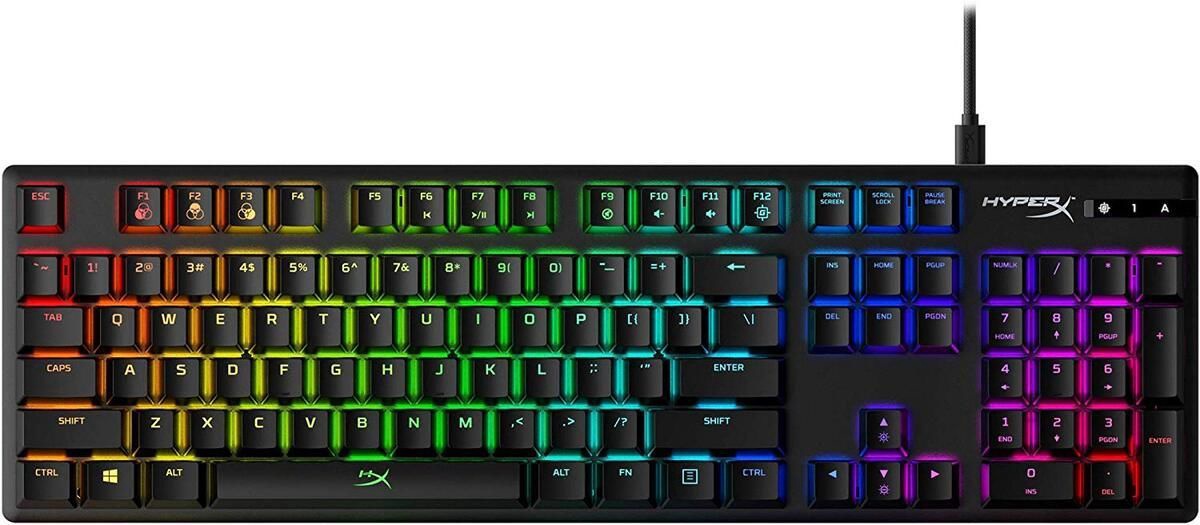 ESC F1 F2 F3 F4 F5 F6 F7 F8 F9 F10 F11 F12 PRINT SCREEN SCROLL LOCK PAUSE BREAK HYPERX 1 A
`~ 1! 2@ 3# 4$ 5% 6^ 7& 8* 9( 0) -_ =+ ← INS HOME PGUP NUMLK / * -
TAB Q W E R T Y U I O P [{ ]} \| DEL END PGDN 7 HOME 8 ↑ 9 PGUP +
CAPS A S D F G H J K L ;: '" ENTER 4 ← 5 6 →
SHIFT Z X C V B N M ,< .> /? SHIFT ▲ 1 END 2 ↓ 3 PGDN ENTER
CTRL ALT HX ALT FN CTRL ◀ ▼ ▶ 0 INS . DEL